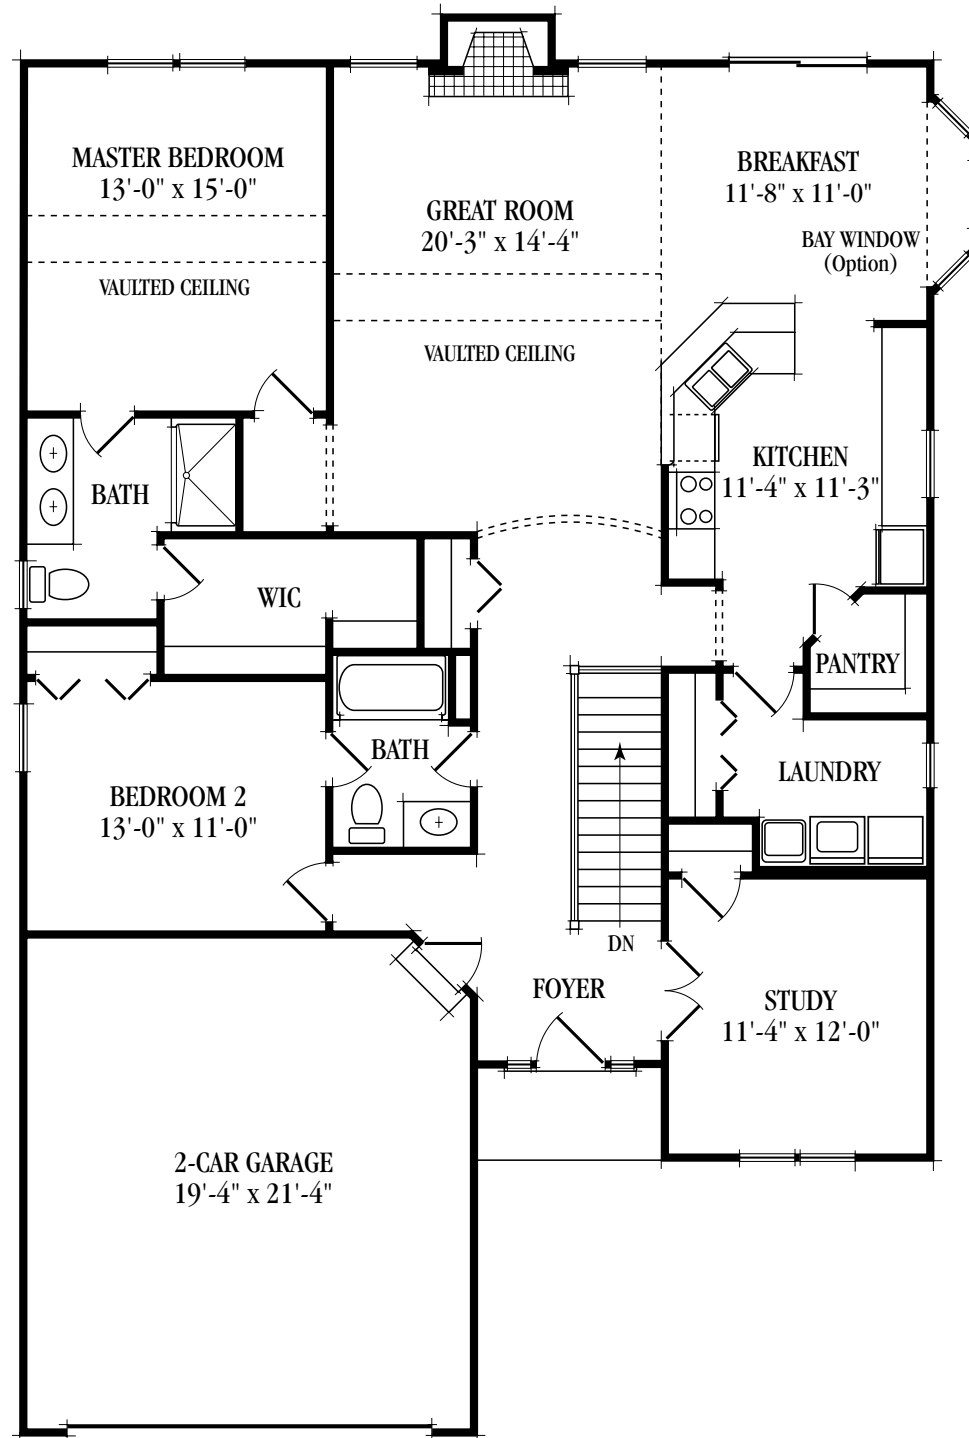 MASTER BEDROOM
13'-0" x 15'-0"
VAULTED CEILING
GREAT ROOM
20'-3" x 14'-4"
VAULTED CEILING
BREAKFAST
11'-8" x 11'-0"
BAY WINDOW
(Option)
KITCHEN
11'-4" x 11'-3"
BATH
WIC
PANTRY
BATH
LAUNDRY
BEDROOM 2
13'-0" x 11'-0"
DN
FOYER
STUDY
11'-4" x 12'-0"
2-CAR GARAGE
19'-4" x 21'-4"